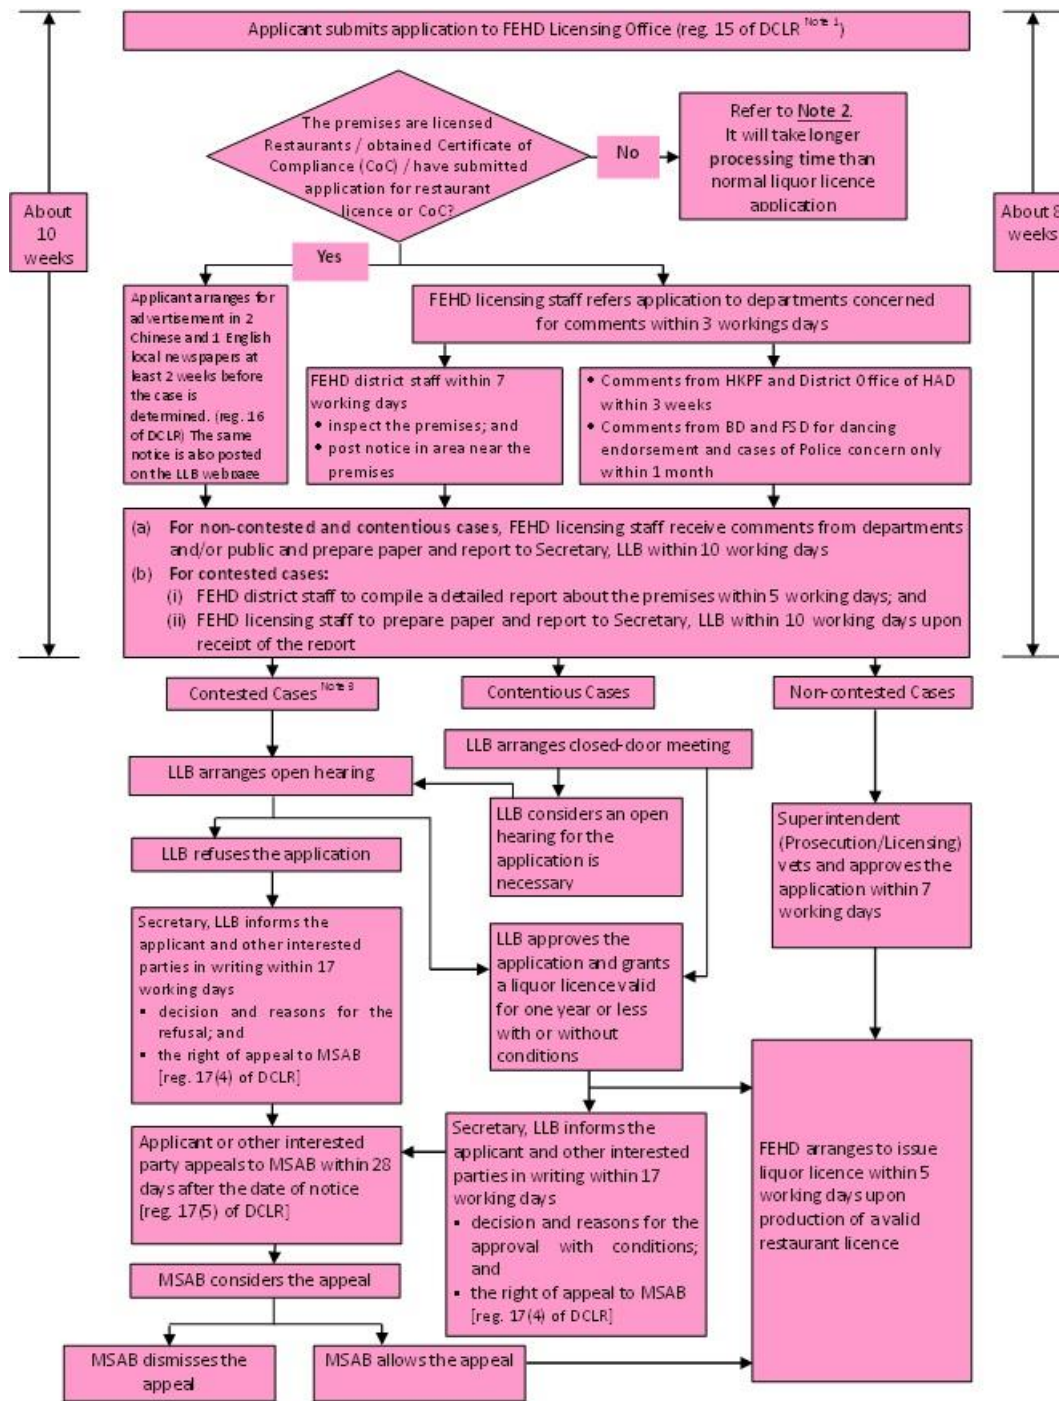 Applicant submits application to FEHD Licensing Office (reg. 15 of DCLR Note 1)
The premises are licensed
Restaurants / obtained Certificate of
Compliance (CoC) / have submitted
application for restaurant
licence or CoC?
No
Refer to Note 2.
It will take longer
processing time than
normal liquor licence
application
About
10
weeks
About 8
weeks
Yes
Applicant arranges for
advertisement in 2
Chinese and 1 English
local newspapers at
least 2 weeks before
the case is
determined. (reg. 16
of DCLR) The same
notice is also posted
on the LLB webpage
FEHD licensing staff refers application to departments concerned
for comments within 3 workings days
FEHD district staff within 7
working days
• inspect the premises; and
• post notice in area near the
premises
• Comments from HKPF and District Office of HAD
within 3 weeks
• Comments from BD and FSD for dancing
endorsement and cases of Police concern only
within 1 month
(a) For non-contested and contentious cases, FEHD licensing staff receive comments from departments
and/or public and prepare paper and report to Secretary, LLB within 10 working days
(b) For contested cases:
(i) FEHD district staff to compile a detailed report about the premises within 5 working days; and
(ii) FEHD licensing staff to prepare paper and report to Secretary, LLB within 10 working days upon
receipt of the report
Contested Cases Note 3
Contentious Cases
Non-contested Cases
LLB arranges closed-door meeting
LLB arranges open hearing
LLB considers an open
hearing for the
application is
necessary
Superintendent
(Prosecution/Licensing)
vets and approves the
application within 7
working days
LLB refuses the application
Secretary, LLB informs the
applicant and other interested
parties in writing within 17
working days
▪ decision and reasons for the
refusal; and
▪ the right of appeal to MSAB
[reg. 17(4) of DCLR]
LLB approves the
application and grants
a liquor licence valid
for one year or less
with or without
conditions
Applicant or other interested
party appeals to MSAB within 28
days after the date of notice
[reg. 17(5) of DCLR]
Secretary, LLB informs the
applicant and other interested
parties in writing within 17
working days
▪ decision and reasons for the
approval with conditions;
and
▪ the right of appeal to MSAB
[reg. 17(4) of DCLR]
FEHD arranges to issue
liquor licence within 5
working days upon
production of a valid
restaurant licence
MSAB considers the appeal
MSAB dismisses the
appeal
MSAB allows the appeal